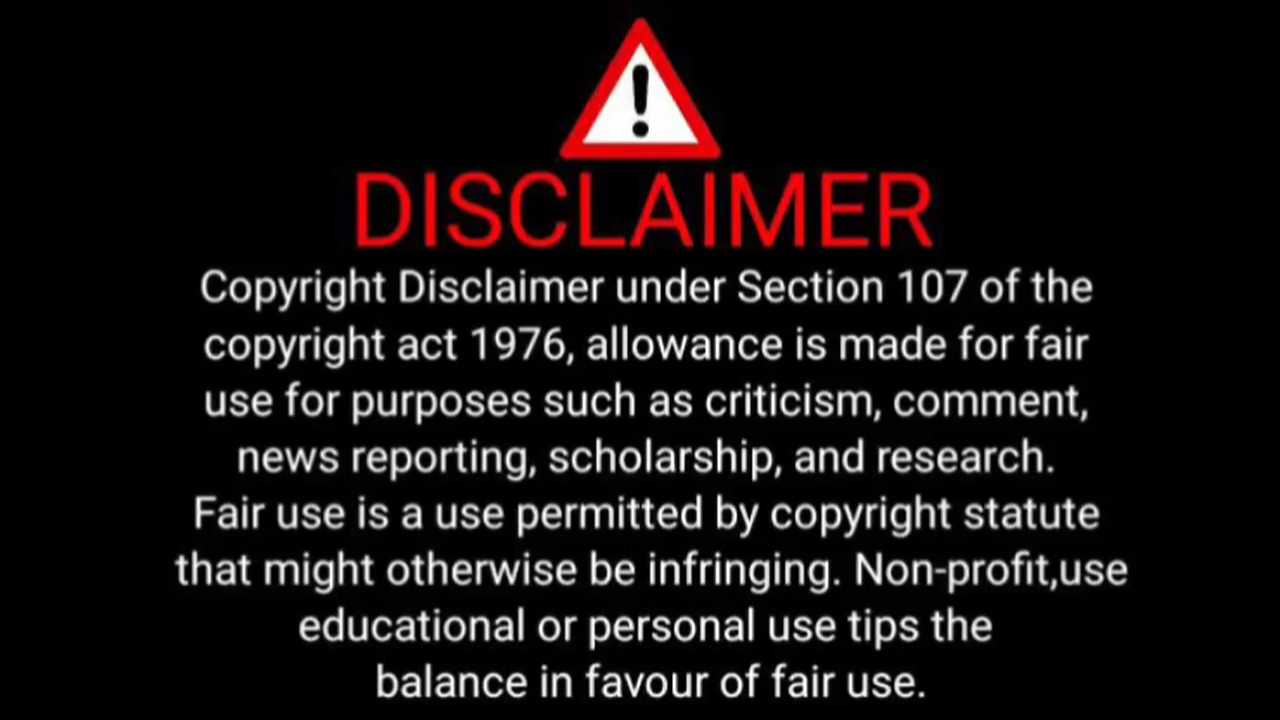 DISCLAIMER
Copyright Disclaimer under Section 107 of the
copyright act 1976, allowance is made for fair
use for purposes such as criticism, comment,
news reporting, scholarship, and research.
Fair use is a use permitted by copyright statute
that might otherwise be infringing. Non-profit,use
educational or personal use tips the
balance in favour of fair use.